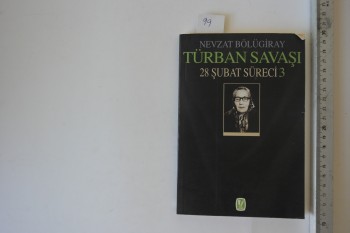 NEVZAT BÖLÜGİRAY
TÜRBAN SAVAŞI
28 ŞUBAT SÜRECİ 3